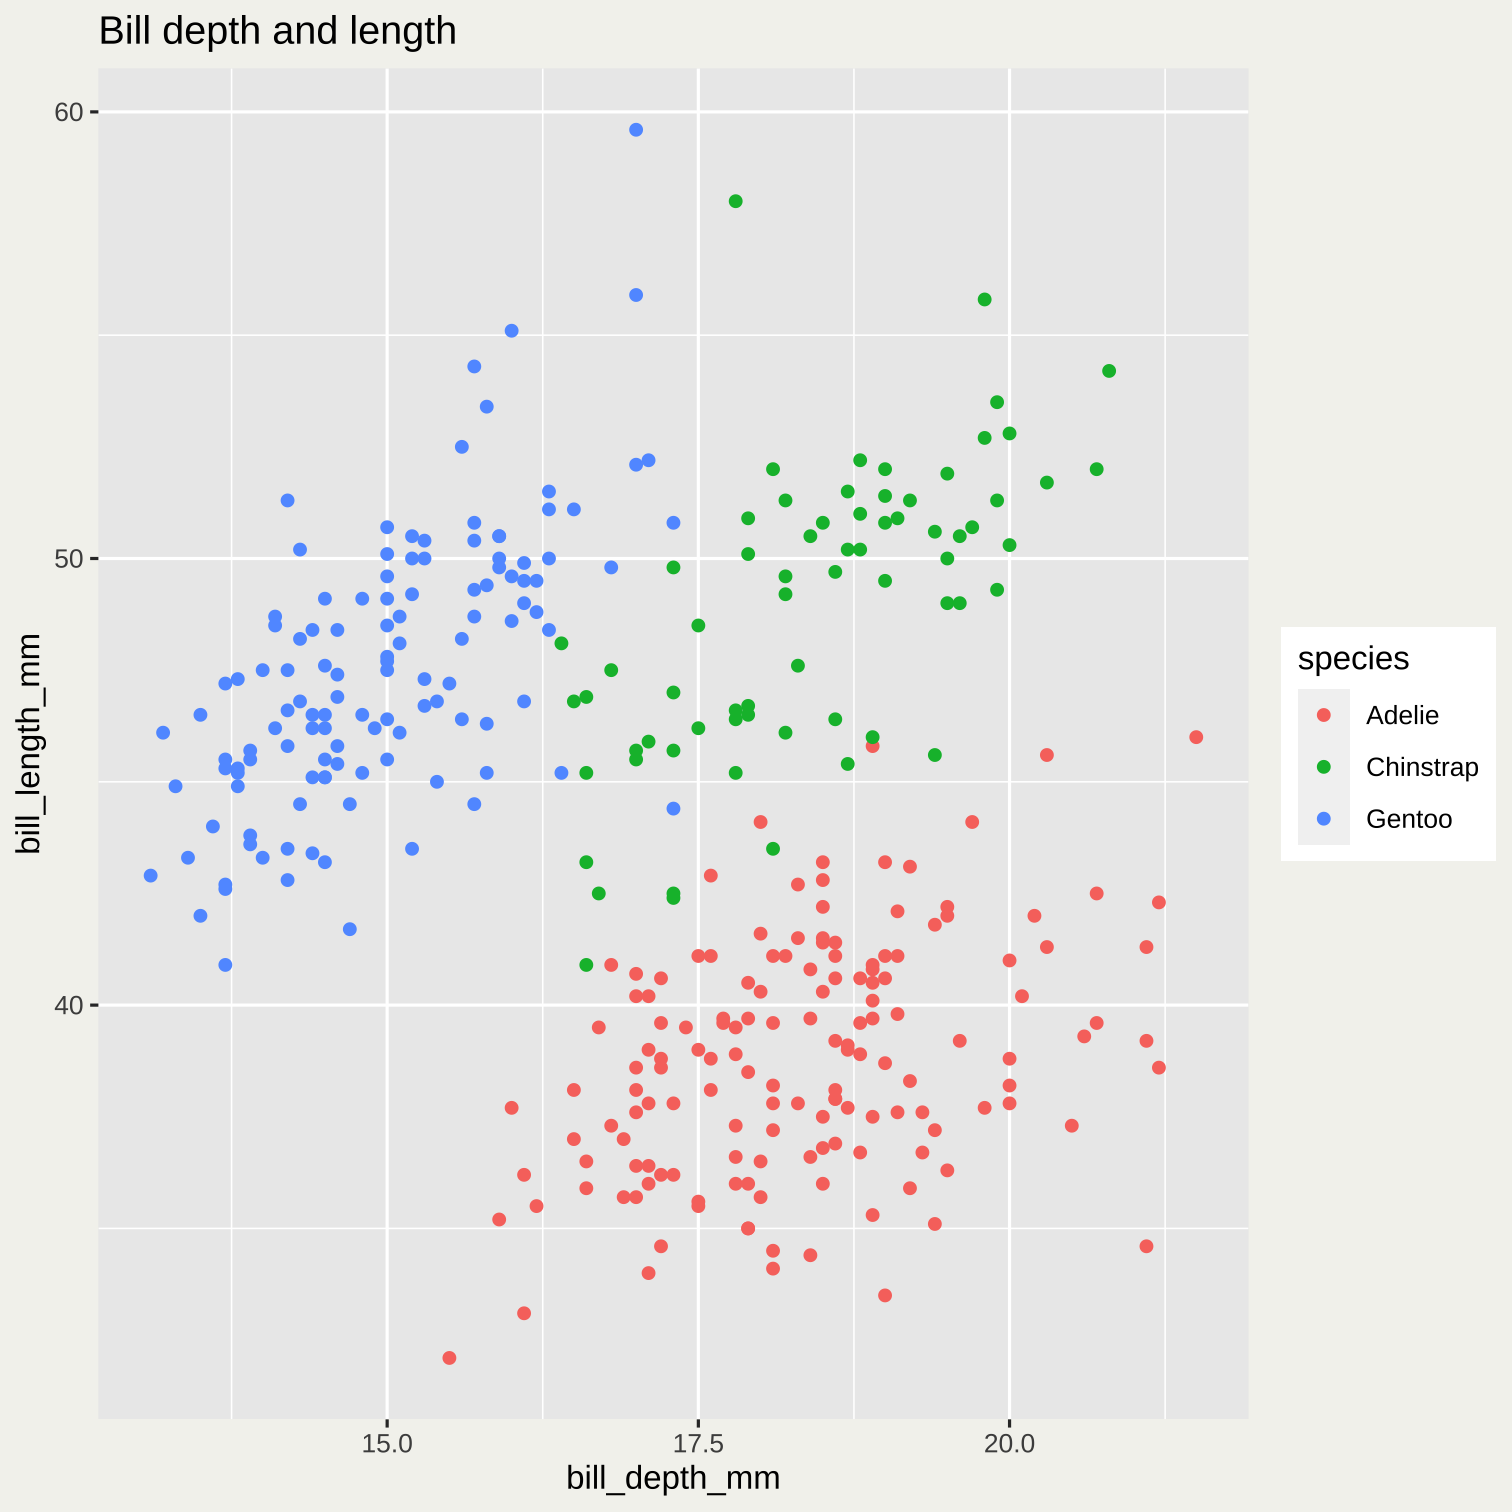 Bill depth and length
60
50
40
bill_length_mm
15.0
17.5
20.0
bill_depth_mm
species
Adelie
Chinstrap
Gentoo